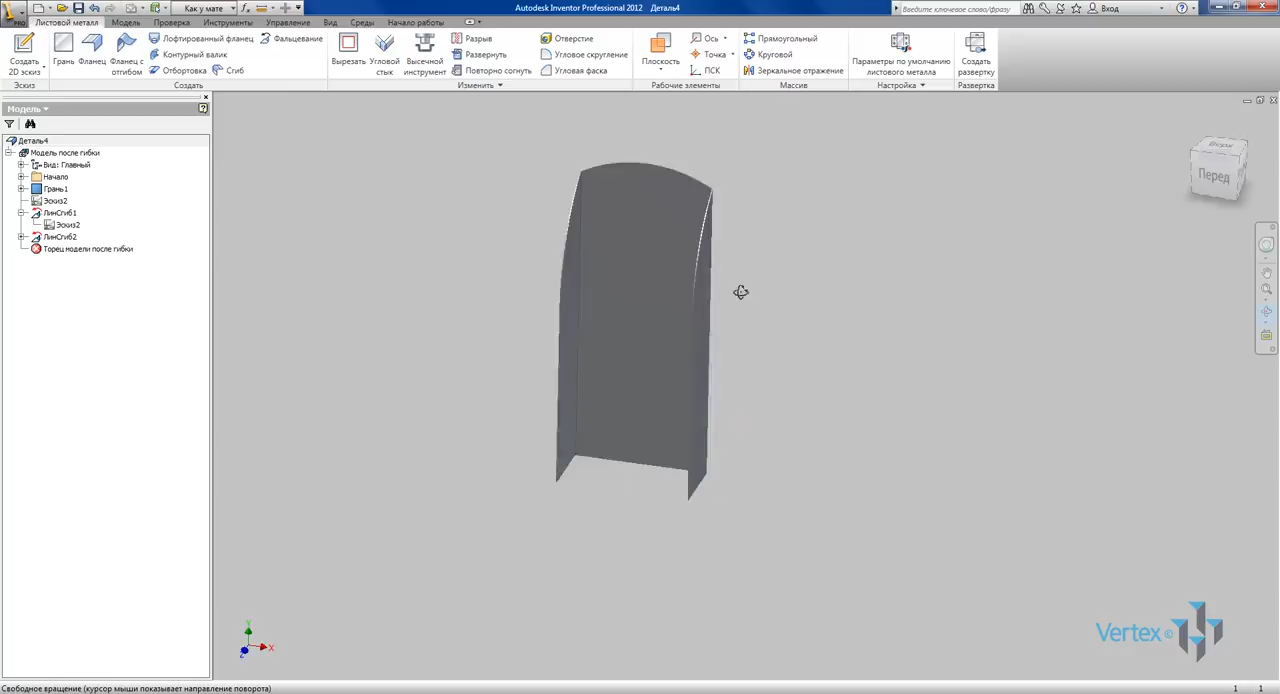 PRO
Как у мате
Autodesk Inventor Professional 2012 Деталь4
Введите ключевое слово/фразу
Вход
Листовой металл Модель Проверка Инструменты Управление Вид Среды Начало работы
Создать 2D эскиз
Грань
Фланец
Фланец с отгибом
Лофтированный фланец
Контурный валик
Отбортовка
Сгиб
Фальцевание
Вырезать
Угловой стык
Высечной инструмент
Разрыв
Развернуть
Повторно согнуть
Отверстие
Угловое скругление
Угловая фаска
Плоскость
Ось
Точка
ПСК
Прямоугольный
Круговой
Зеркальное отражение
Параметры по умолчанию листового металла
Создать развертку
Эскиз Создать Изменить Рабочие элементы Массив Настройка Развертка
Модель
Деталь4
Модель после гибки
Вид: Главный
Начало
Грань1
Эскиз2
ЛинСгиб1
Эскиз2
ЛинСгиб2
Торец модели после гибки
Верх
Перед
Y
X
Z
Vertex ©
Свободное вращение (курсор мыши показывает направление поворота)
1 1